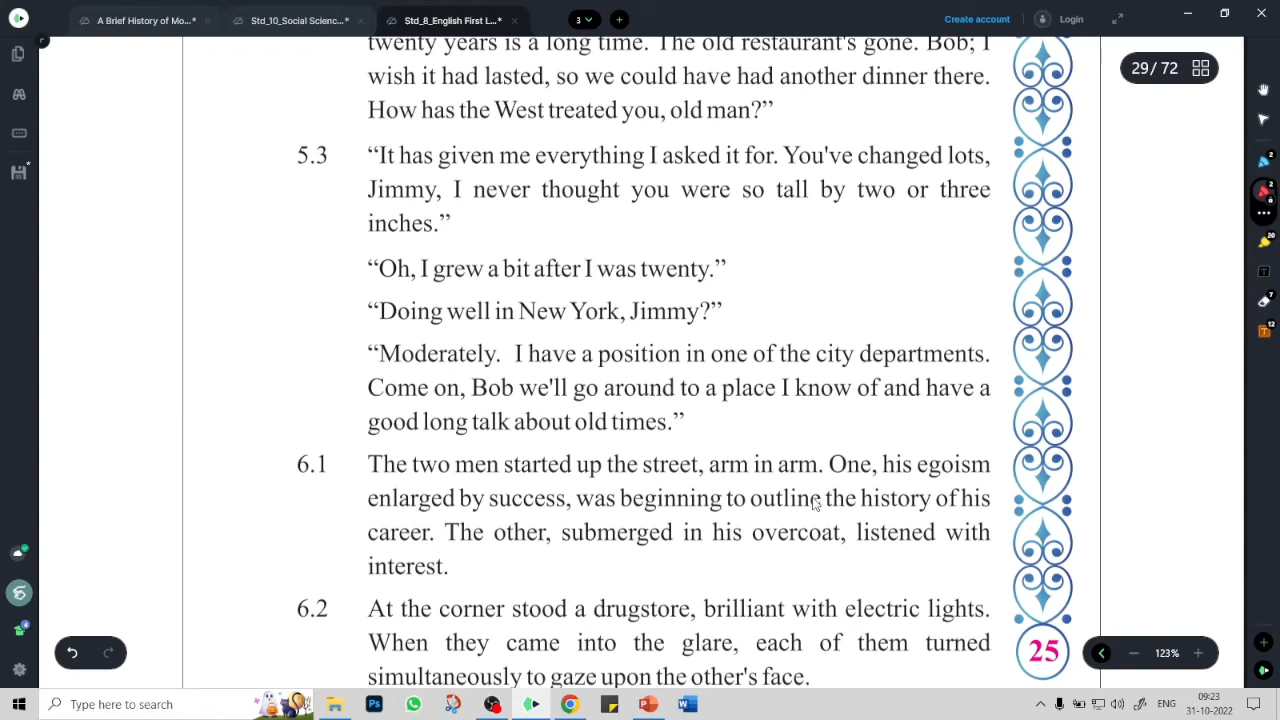 A Brief History of Mo...*
Std_10_Social Scienc...*
Std_8_English First L...*
3
Create account
Login
29/ 72
twenty years is a long time. The old restaurant's gone. Bob; I
wish it had lasted, so we could have had another dinner there.
How has the West treated you, old man?”
5.3 “It has given me everything I asked it for. You've changed lots,
Jimmy, I never thought you were so tall by two or three
inches.”
“Oh, I grew a bit after I was twenty.”
“Doing well in New York, Jimmy?”
“Moderately. I have a position in one of the city departments.
Come on, Bob we'll go around to a place I know of and have a
good long talk about old times.”
6.1 The two men started up the street, arm in arm. One, his egoism
enlarged by success, was beginning to outline the history of his
career. The other, submerged in his overcoat, listened with
interest.
6.2 At the corner stood a drugstore, brilliant with electric lights.
When they came into the glare, each of them turned
simultaneously to gaze upon the other's face.
25
123%
2
2
20
7
12
4
Type here to search
ENG
09:23
31-10-2022